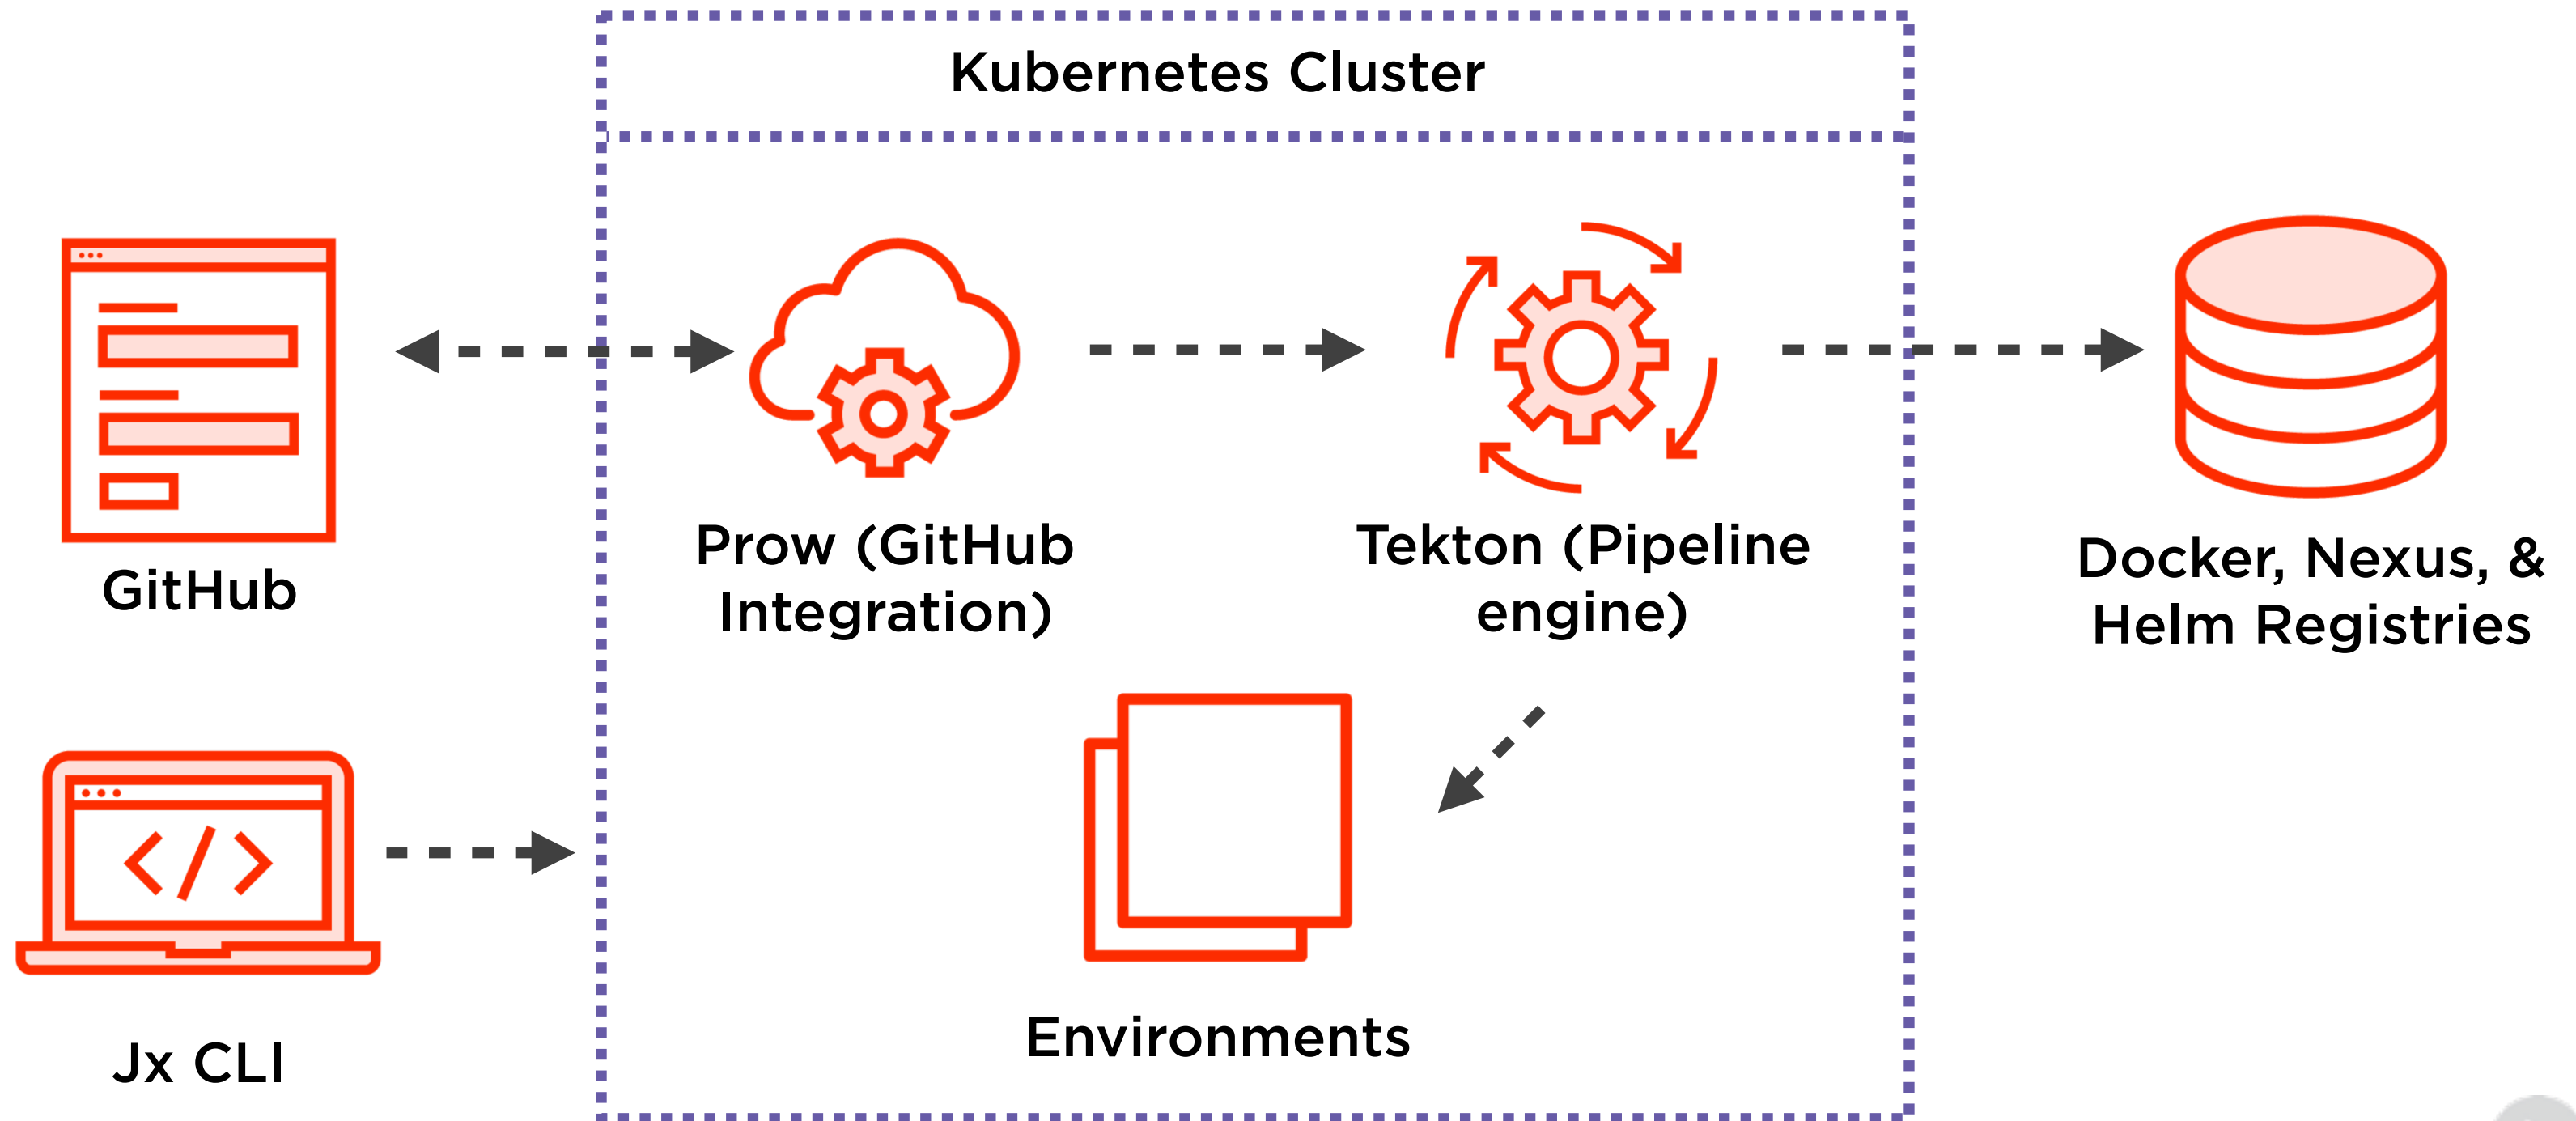 Kubernetes Cluster
GitHub
Prow (GitHub
Integration)
Tekton (Pipeline
engine)
Docker, Nexus, &
Helm Registries
</>
Jx CLI
Environments